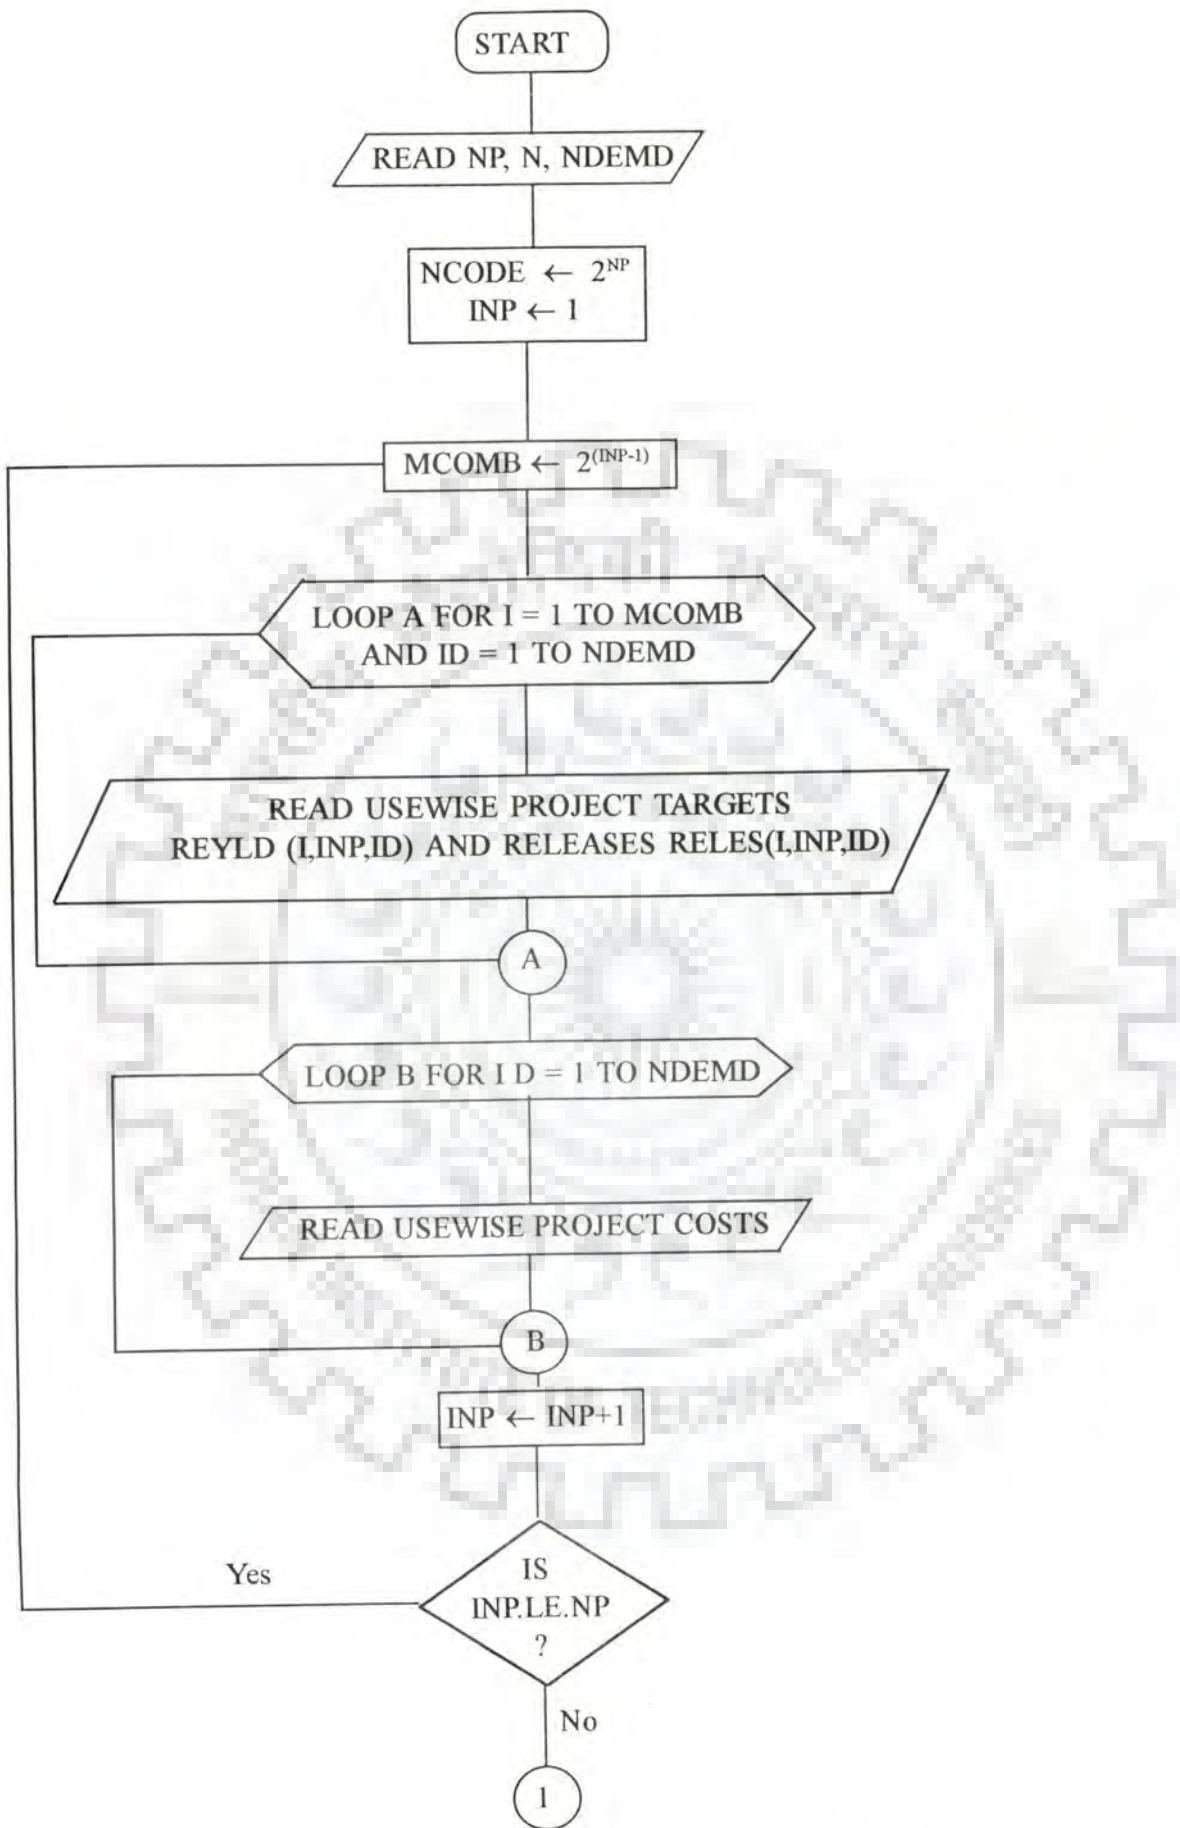 START
READ NP, N, NDEMD
NCODE ← 2^NP
INP ← 1
MCOMB ← 2^(INP-1)
LOOP A FOR I = 1 TO MCOMB
AND ID = 1 TO NDEMD
READ USEWISE PROJECT TARGETS
REYLD (I,INP,ID) AND RELEASES RELES(I,INP,ID)
A
LOOP B FOR I D = 1 TO NDEMD
READ USEWISE PROJECT COSTS
B
INP ← INP+1
IS
INP.LE.NP
?
Yes
No
1